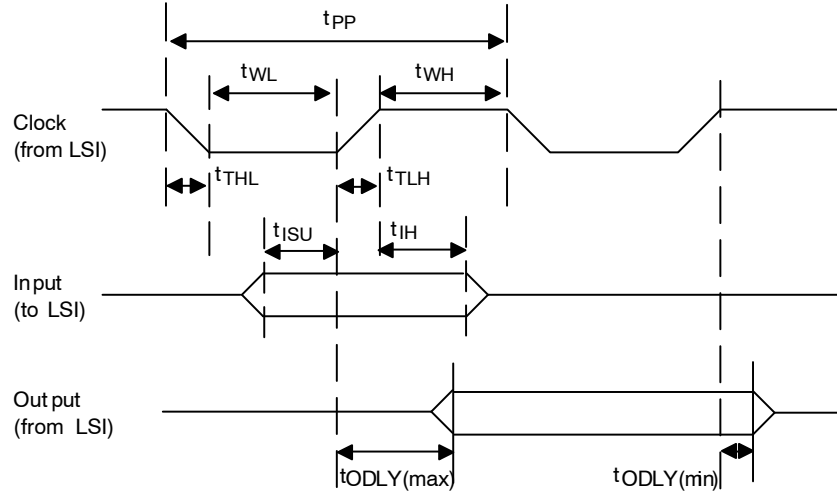 tPP
tWL
tWH
Clock
(from LSI)
tTHL
tTLH
tISU
tIH
Input
(to LSI)
Output
(from LSI)
tODLY(max)
tODLY(min)